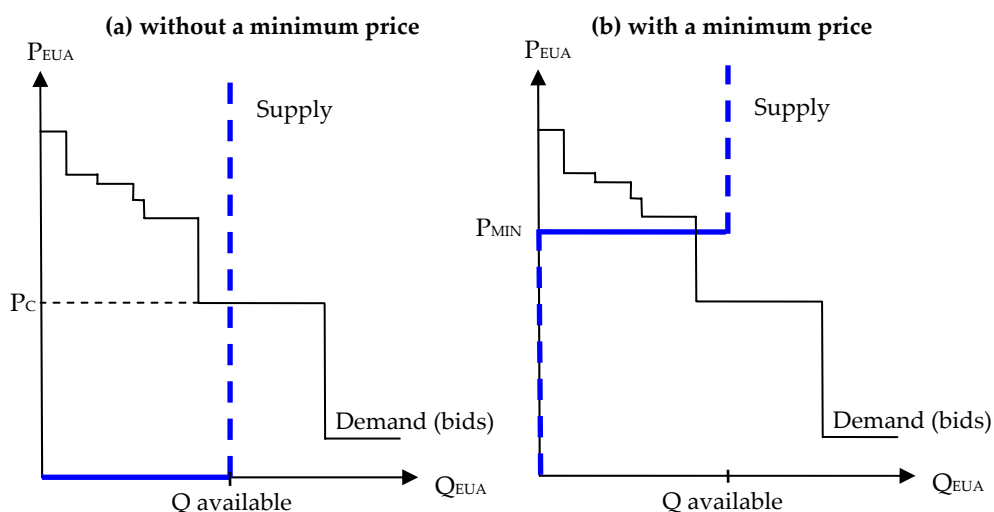 (a) without a minimum price
PEUA
Supply
PC
Demand (bids)
QEUA
Q available
(b) with a minimum price
PEUA
Supply
PMIN
Demand (bids)
QEUA
Q available